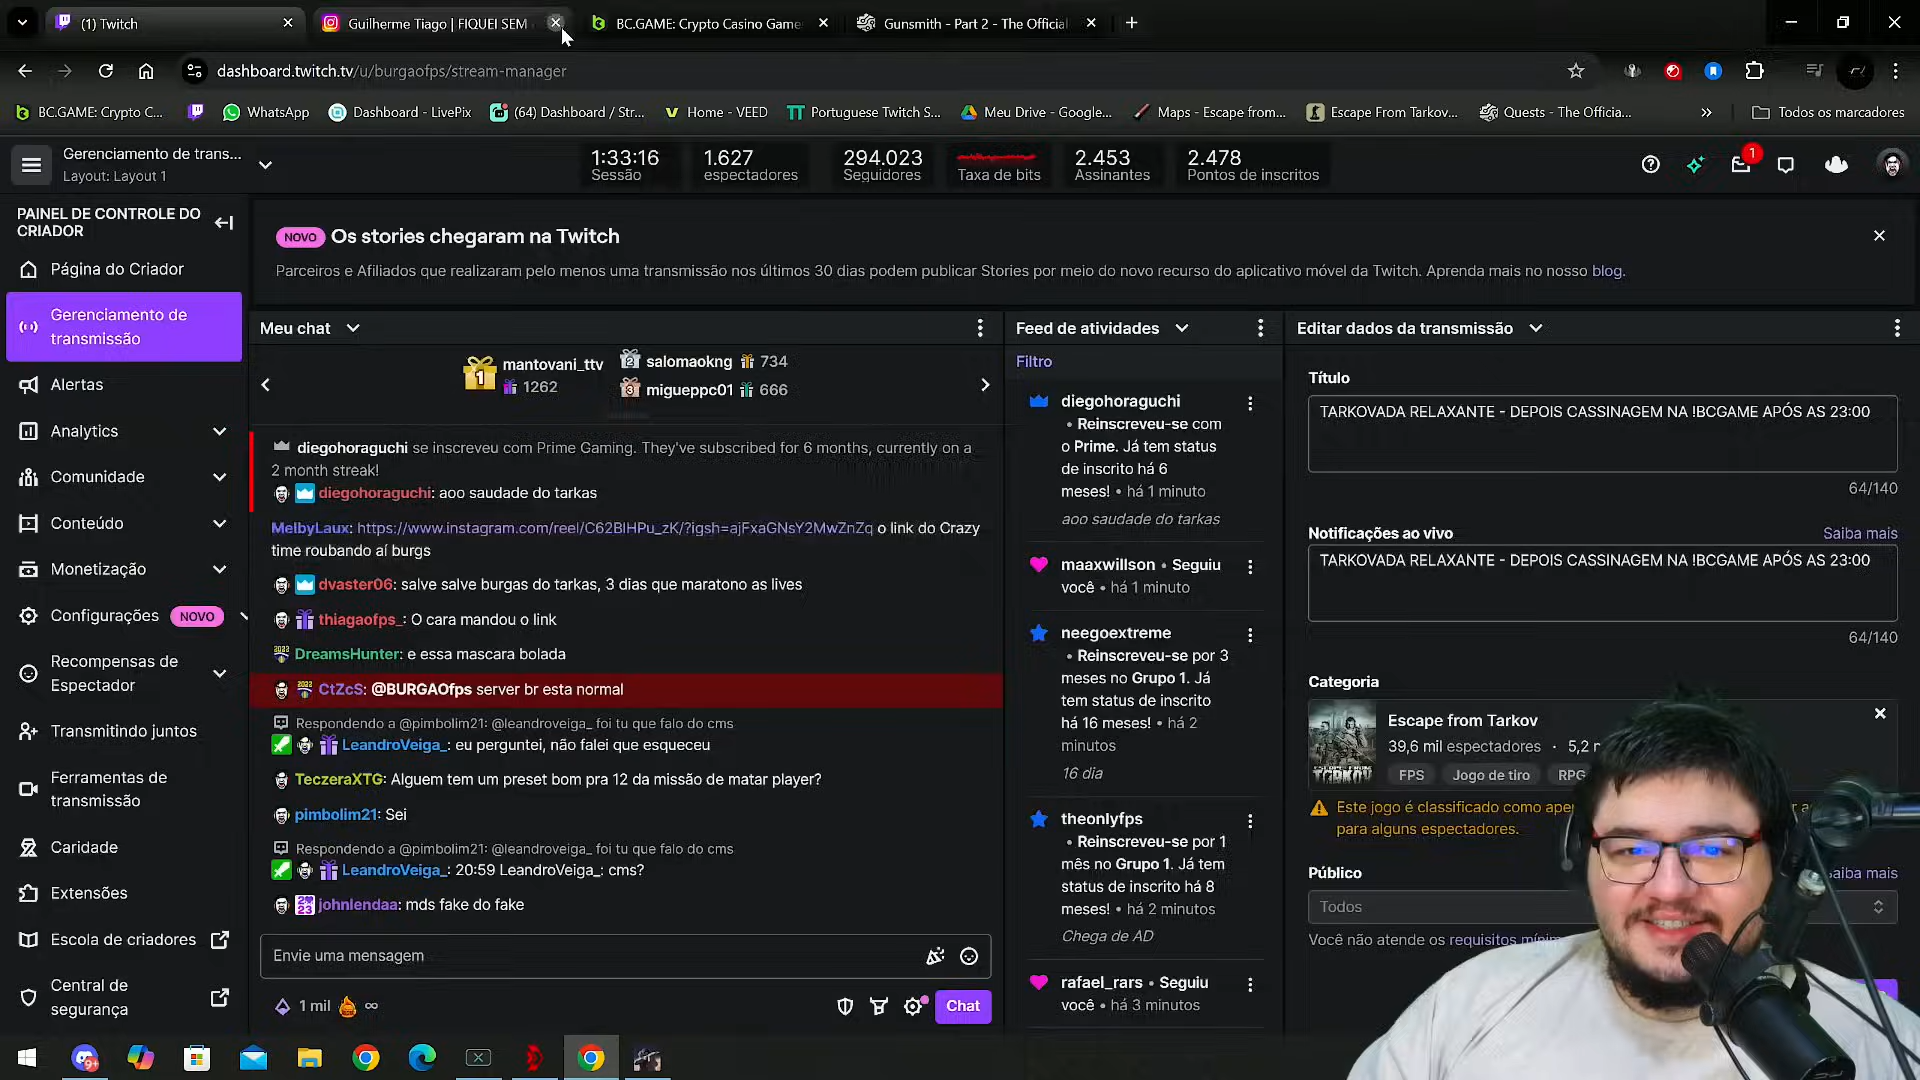 (1) Twitch
Guilherme Tiago | FIQUEI SEM
BC.GAME: Crypto Casino Game
Gunsmith - Part 2 - The Official
dashboard.twitch.tv/u/burgaofps/stream-manager
BC.GAME: Crypto C...
WhatsApp
Dashboard - LivePix
(64) Dashboard / Str...
Home - VEED
Portuguese Twitch S...
Meu Drive - Google...
Maps - Escape from...
Escape From Tarkov...
Quests - The Officia...
Todos os marcadores
Gerenciamento de trans...
Layout: Layout 1
1:33:16
Sessão
1.627
espectadores
294.023
Seguidores
Taxa de bits
2.453
Assinantes
2.478
Pontos de inscritos
1
PAINEL DE CONTROLE DO
CRIADOR
Página do Criador
Gerenciamento de
transmissão
Alertas
Analytics
Comunidade
Conteúdo
Monetização
Configurações NOVO
Recompensas de
Espectador
Transmitindo juntos
Ferramentas de
transmissão
Caridade
Extensões
Escola de criadores
Central de
segurança
NOVO Os stories chegaram na Twitch
Parceiros e Afiliados que realizaram pelo menos uma transmissão nos últimos 30 dias podem publicar Stories por meio do novo recurso do aplicativo móvel da Twitch. Aprenda mais no nosso blog.
Meu chat
1 mantovani_ttv
1262
2 salomaokng 734
3 migueppc01 666
diegohoraguchi se inscreveu com Prime Gaming. They've subscribed for 6 months, currently on a
2 month streak!
diegohoraguchi: aoo saudade do tarkas
MelbyLaux: https://www.instagram.com/reel/C62BlHPu_zK/?igsh=ajFxaGNsY2MwZnZq o link do Crazy
time roubando aí burgs
dvaster06: salve salve burgas do tarkas, 3 dias que maratono as lives
thiagaofps_: O cara mandou o link
DreamsHunter: e essa mascara bolada
CtZcS: @BURGAOfps server br esta normal
Respondendo a @pimbolim21: @leandroveiga_ foi tu que falo do cms
LeandroVeiga_: eu perguntei, não falei que esqueceu
TeczeraXTG: Alguem tem um preset bom pra 12 da missão de matar player?
pimbolim21: Sei
Respondendo a @pimbolim21: @leandroveiga_ foi tu que falo do cms
LeandroVeiga_: 20:59 LeandroVeiga_: cms?
johnlendaa: mds fake do fake
Envie uma mensagem
1 mil ∞
Chat
Feed de atividades
Filtro
diegohoraguchi
• Reinscreveu-se com
o Prime. Já tem status
de inscrito há 6
meses! • há 1 minuto
aoo saudade do tarkas
maaxwillson • Seguiu
você • há 1 minuto
neegoextreme
• Reinscreveu-se por 3
meses no Grupo 1. Já
tem status de inscrito
há 16 meses! • há 2
minutos
16 dia
theonlyfps
• Reinscreveu-se por 1
mês no Grupo 1. Já tem
status de inscrito há 8
meses! • há 2 minutos
Chega de AD
rafael_rars • Seguiu
você • há 3 minutos
Editar dados da transmissão
Título
TARKOVADA RELAXANTE - DEPOIS CASSINAGEM NA !BCGAME APÓS AS 23:00
64/140
Notificações ao vivo
Saiba mais
TARKOVADA RELAXANTE - DEPOIS CASSINAGEM NA !BCGAME APÓS AS 23:00
64/140
Categoria
Escape from Tarkov
39,6 mil espectadores · 5,2
FPS
Jogo de tiro
RPG
Este jogo é classificado como
para alguns espectadores.
Público
Saiba mais
Todos
Você não atende os requisitos
9+